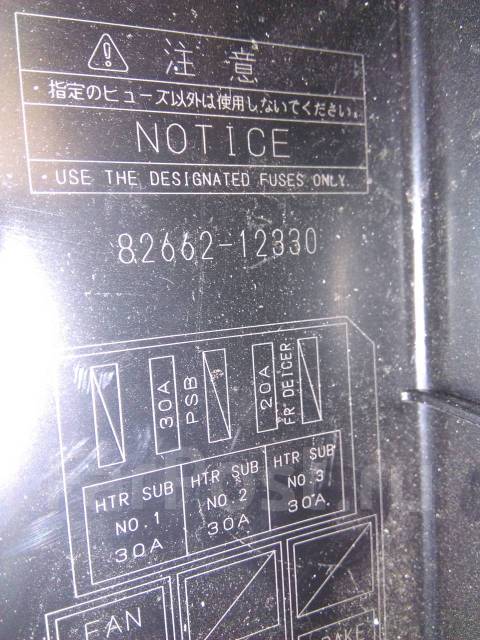 注意
・指定のヒューズ以外は使用しないでください。
NOTICE
・USE THE DESIGNATED FUSES ONLY.
82662-12330
30A
PSB
20A
FR DEICER
HTR SUB
NO.1
30A
HTR SUB
NO.2
30A
HTR SUB
NO.3
30A
FAN